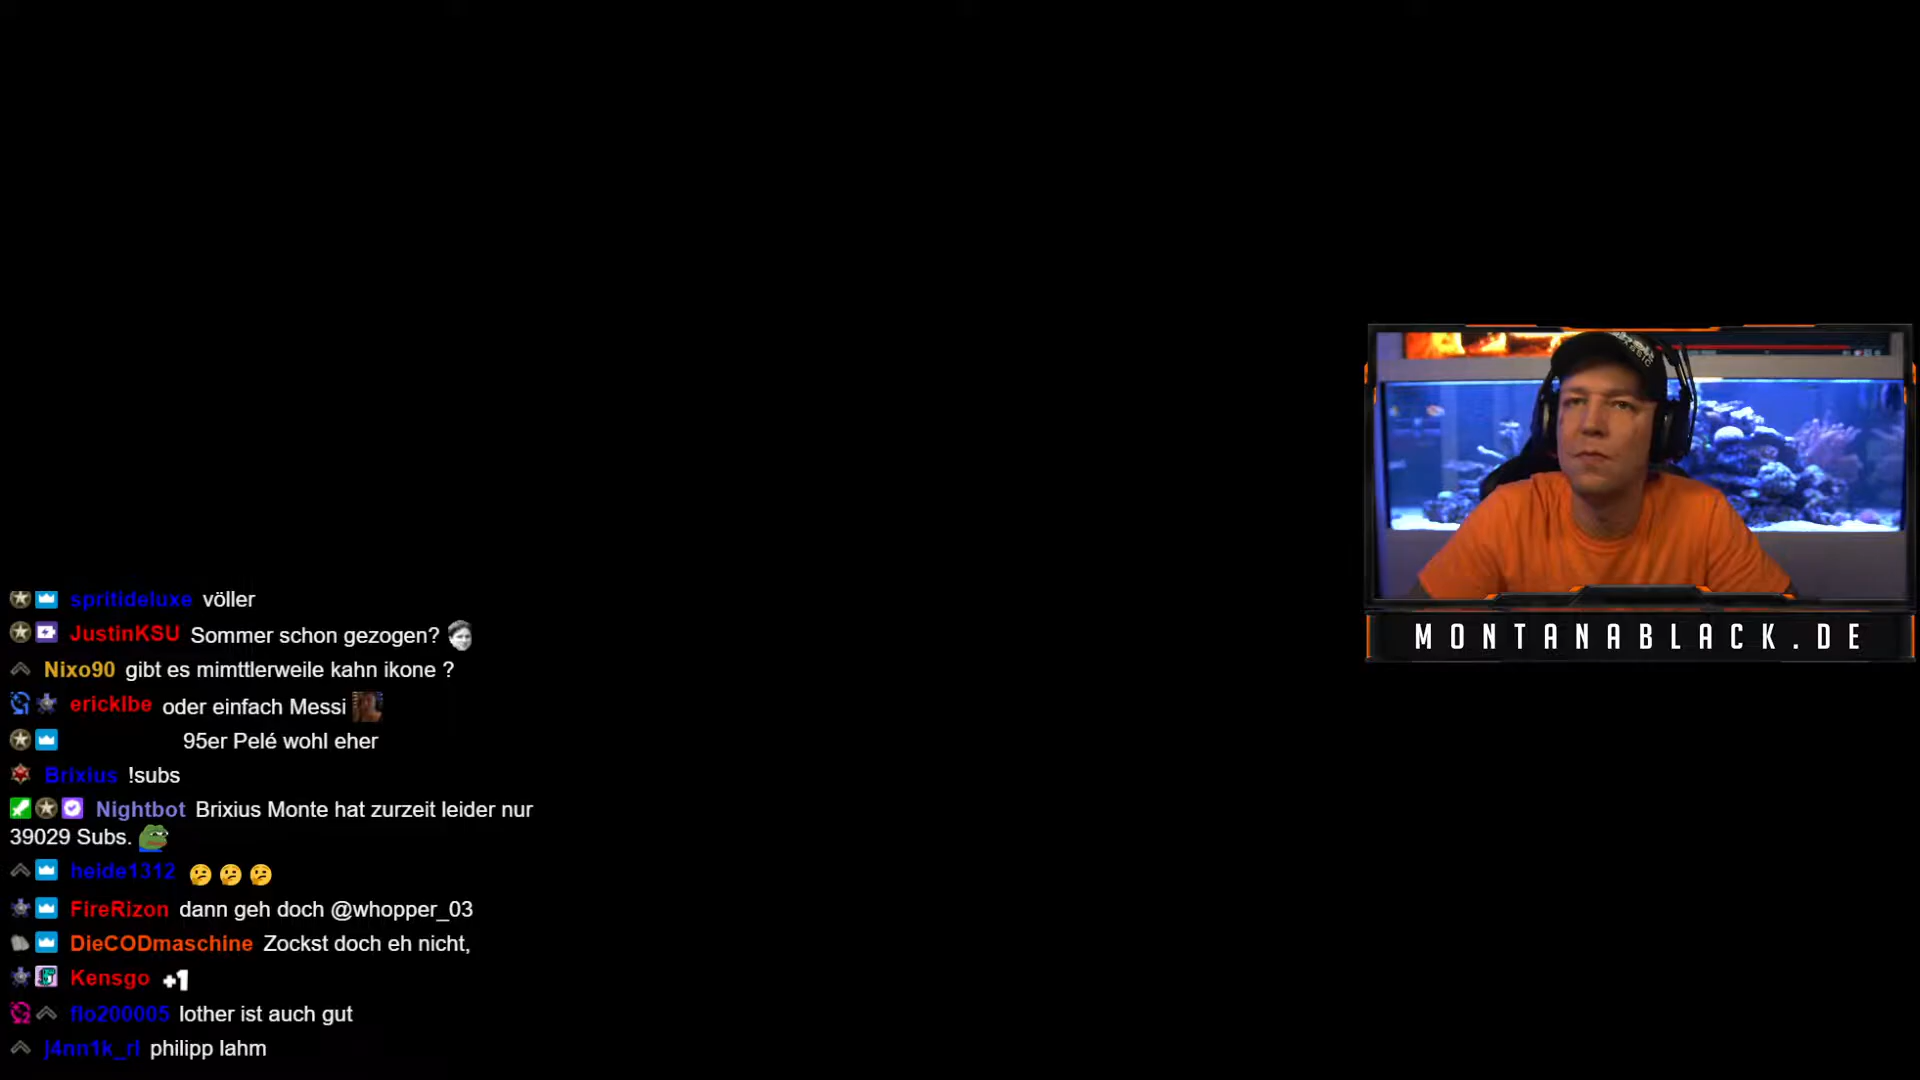 spritideluxe völler
JustinKSU Sommer schon gezogen?
Nixo90 gibt es mimttlerweile kahn ikone ?
ericklbe oder einfach Messi
95er Pelé wohl eher
Brixius !subs
Nightbot Brixius Monte hat zurzeit leider nur
39029 Subs.
heide1312
FireRizon dann geh doch @whopper_03
DieCODmaschine Zockst doch eh nicht,
Kensgo +1
flo200005 lother ist auch gut
j4nn1k_rl philipp lahm
MONTANABLACK.DE